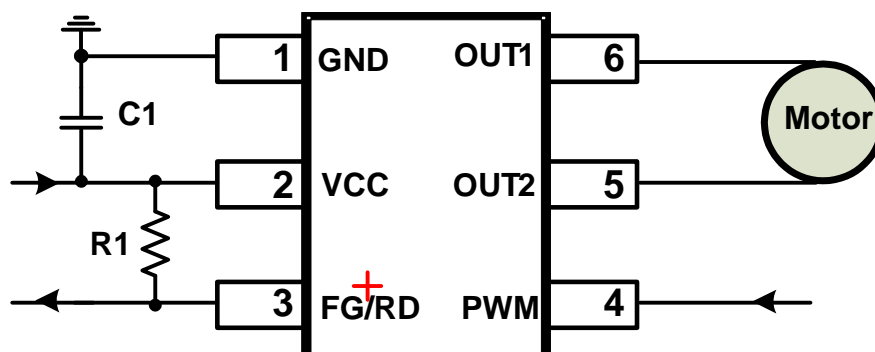 1 GND OUT1 6
C1 Motor
2 VCC OUT2 5
R1
3 FG/RD PWM 4